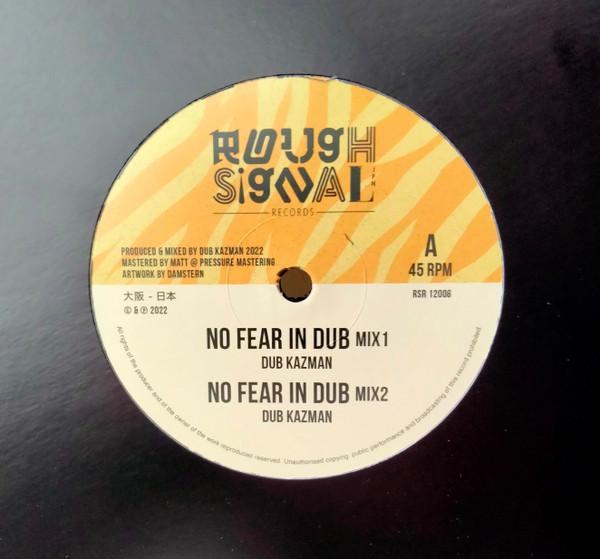 ROUGH
SIGNAL
JPN
RECORDS
PRODUCED & MIXED BY DUB KAZMAN 2022
MASTERED BY MATT @ PRESSURE MASTERING
ARTWORK BY DAMSTERN
A
45 RPM
大阪 - 日本
© & ℗ 2022
RSR 12006
NO FEAR IN DUB MIX1
DUB KAZMAN
NO FEAR IN DUB MIX2
DUB KAZMAN
All rights of the producer and of the owner of the work reproduced reserved. Unauthorised copying, public performance and broadcasting of this record prohibited.